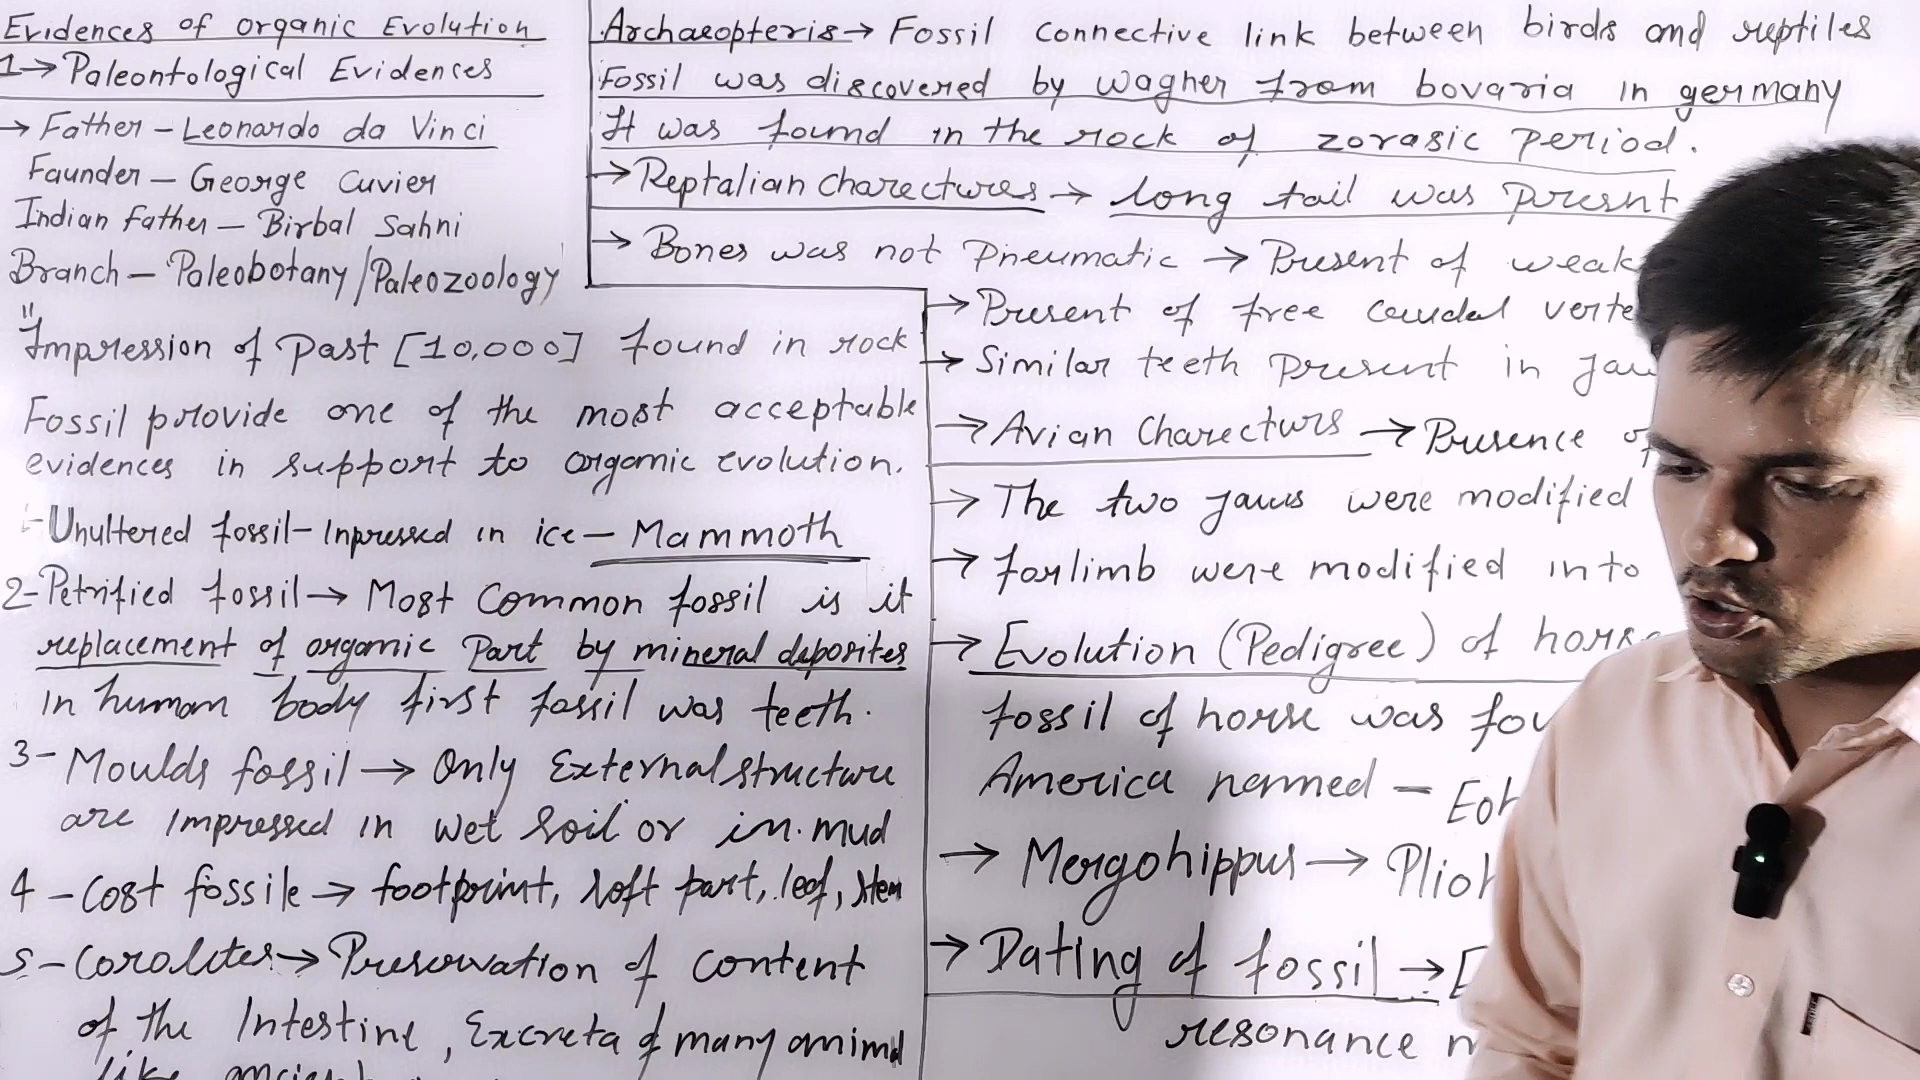 Evidences of organic Evolution
1→ Paleontological Evidences
→ Father - Leonardo da Vinci
Faunder - George Cuvier
Indian father - Birbal Sahni
Branch - Paleobotany/Paleozoology
"Impression of Past [10,000] found in rock
Fossil provide one of the most acceptable
evidences in support to organic evolution.
- Unultered fossil - Inpressed in ice - Mammoth
2- Petrified fossil → Most Common fossil is it
replacement of organic Part by mineral deposites
in human body first fossil was teeth.
3- Moulds fossil → Only External structure
are impressed in wet soil or in mud
4 - Cost fossile → footprint, soft part, leaf, stem
5 - Corolites → Preservation of content
of the Intestine, Excreta of many animal
like ancient
Archaeopteris → Fossil connective link between birds and reptiles
Fossil was discovered by wagner from bovaria in germany
It was found in the rock of zorasic period.
→ Reptalian Charectures → long tail was present
→ Bones was not Pneumatic → Present of weak
→ Present of free caudal verte
→ Similar teeth present in jaw
→ Avian Charecturs → Presence of
→ The two jaws were modified
→ forlimb were modified into
→ Evolution (Pedigree) of horse
fossil of horse was fou
America named - Eoh
→ Mergohippus → Plioh
→ Dating of fossil → E
resonance m